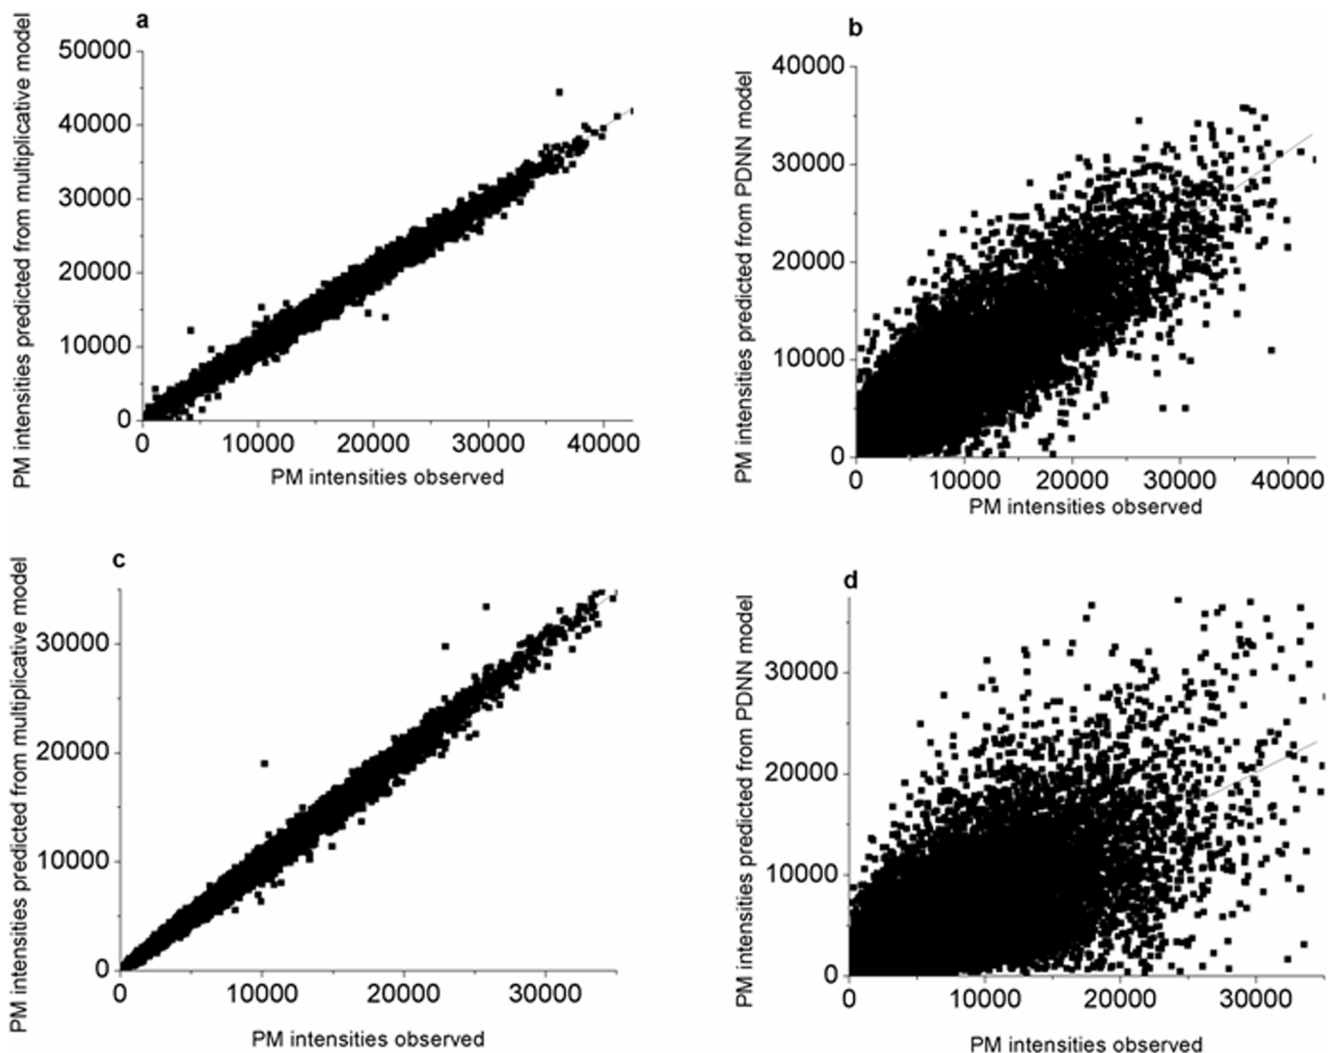 a
PM intensities predicted from multiplicative model
50000
40000
30000
20000
10000
0
0 10000 20000 30000 40000
PM intensities observed
b
PM intensities predicted from PDNN model
40000
30000
20000
10000
0
0 10000 20000 30000 40000
PM intensities observed
c
PM intensities predicted from multiplicative model
30000
20000
10000
0
0 10000 20000 30000
PM intensities observed
d
PM intensities predicted from PDNN model
30000
20000
10000
0
0 10000 20000 30000
PM intensities observed